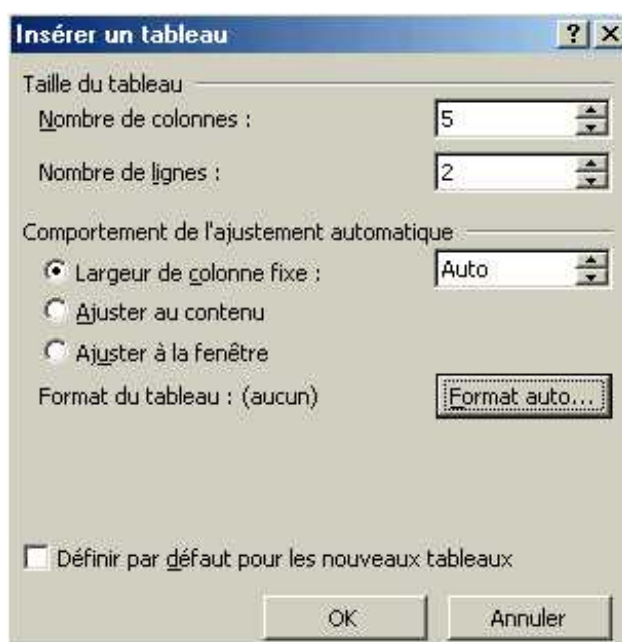 Insérer un tableau
Taille du tableau
Nombre de colonnes : 5
Nombre de lignes : 2
Comportement de l'ajustement automatique
Largeur de colonne fixe : Auto
Ajuster au contenu
Ajuster à la fenêtre
Format du tableau : (aucun) Format auto...
Définir par défaut pour les nouveaux tableaux
OK Annuler